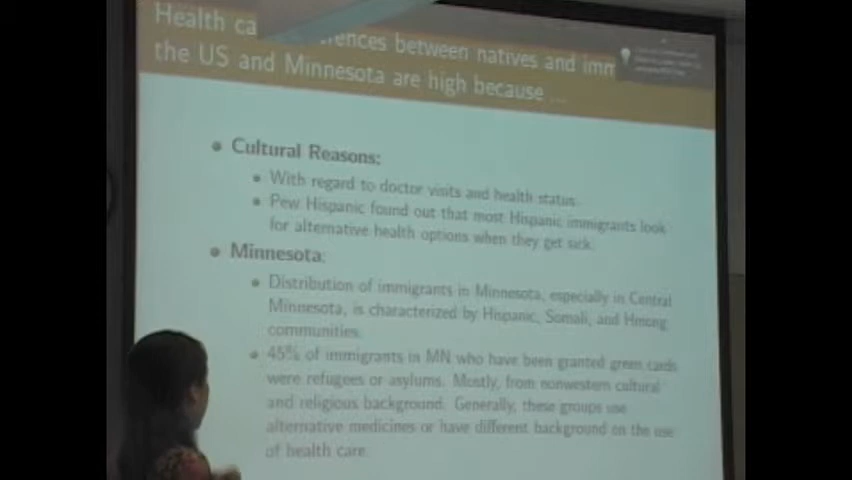 Health ca ences between natives and imm
the US and Minnesota are high because ...
Cultural Reasons:
With regard to doctor visits and health status.
Pew Hispanic found out that most Hispanic immigrants look
for alternative health options when they get sick.
Minnesota:
Distribution of immigrants in Minnesota, especially in Central
Minnesota, is characterized by Hispanic, Somali, and Hmong
communities.
45% of immigrants in MN who have been granted green cards
were refugees or asylums. Mostly, from nonwestern cultural
and religious background. Generally, these groups use
alternative medicines or have different background on the use
of health care.